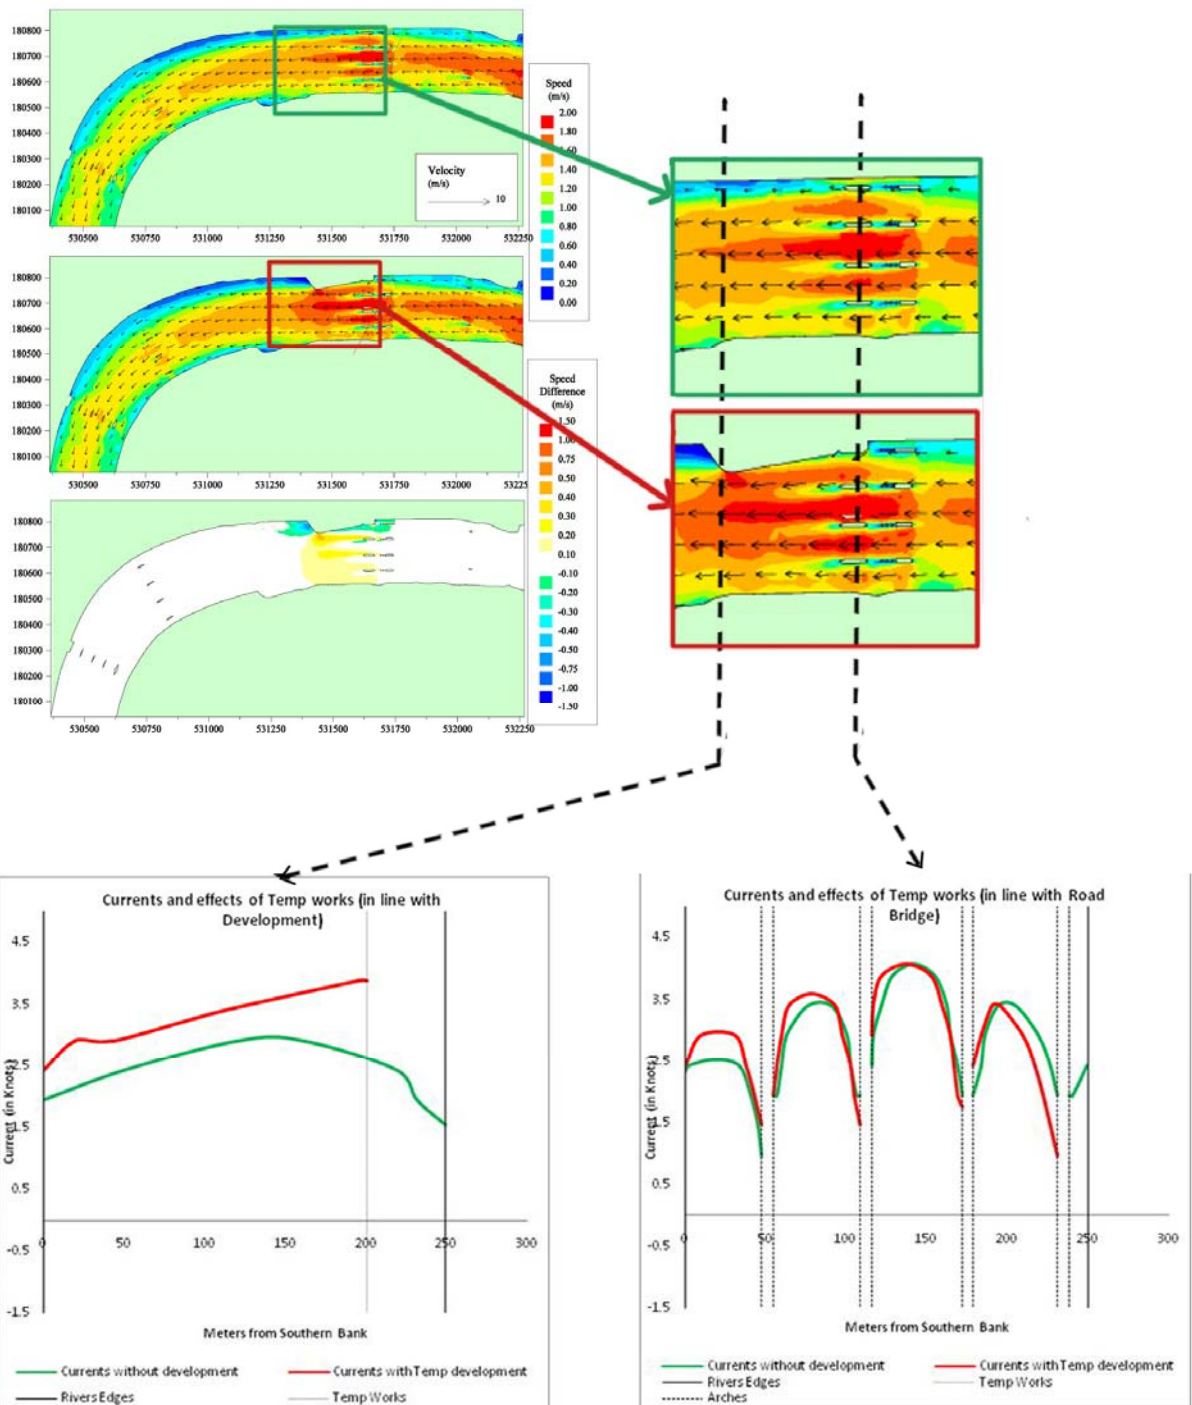 180800
180700
180600
180500
180400
180300
180200
180100
530500 530750 531000 531250 531500 531750 532000 532250
Velocity
(m/s)
10
Speed
(m/s)
2.00
1.80
1.60
1.40
1.20
1.00
0.80
0.60
0.40
0.20
0.00
180800
180700
180600
180500
180400
180300
180200
180100
530500 530750 531000 531250 531500 531750 532000 53225
Speed
Difference
(m/s)
1.50
1.00
0.75
0.50
0.40
0.30
0.20
0.10
-0.10
-0.20
-0.30
-0.40
-0.50
-0.75
-1.00
-1.50
180800
180700
180600
180500
180400
180300
180200
180100
530500 530750 531000 531250 531500 531750 532000 532250
Currents and effects of Temp works (in line with
Development)
Current (in Knots)
4.5
3.5
2.5
1.5
0.5
-0.5
-1.5
0 50 100 150 200 250 300
Meters from Southern Bank
Currents without development
Currents with Temp development
Rivers Edges
Temp Works
Currents and effects of Temp works (in line with Road
Bridge)
Current (in Knots)
4.5
3.5
2.5
1.5
0.5
-0.5
-1.5
0 50 100 150 200 250 300
Meters from Southern Bank
Currents without development
Currents with Temp development
Rivers Edges
Temp Works
Arches